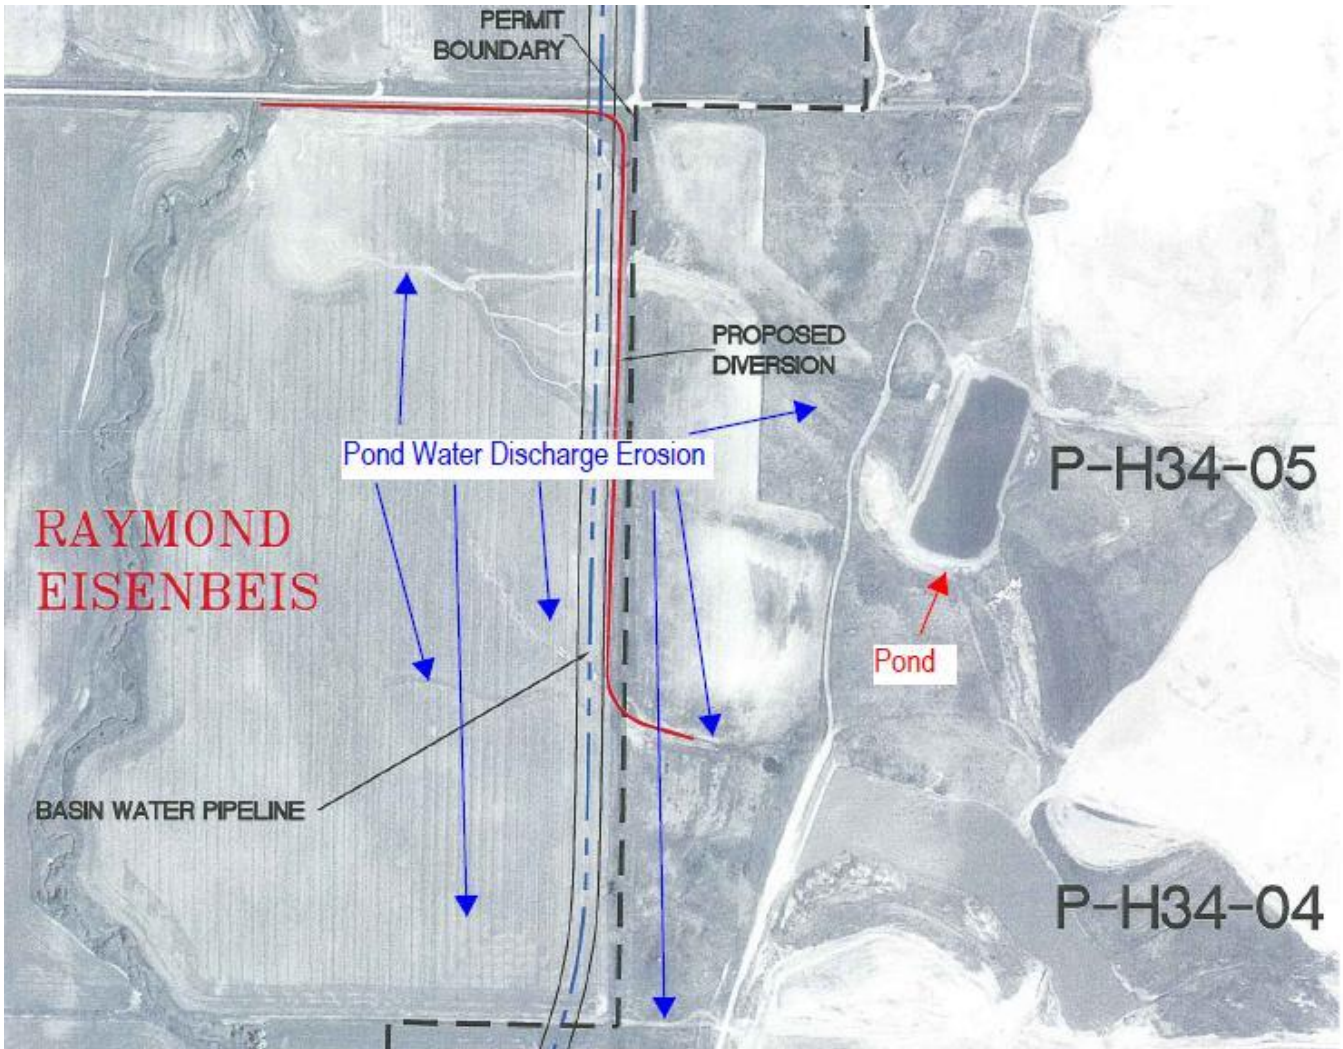 PERMIT
BOUNDARY
PROPOSED
DIVERSION
Pond Water Discharge Erosion
P-H34-05
RAYMOND
EISENBEIS
Pond
BASIN WATER PIPELINE
P-H34-04